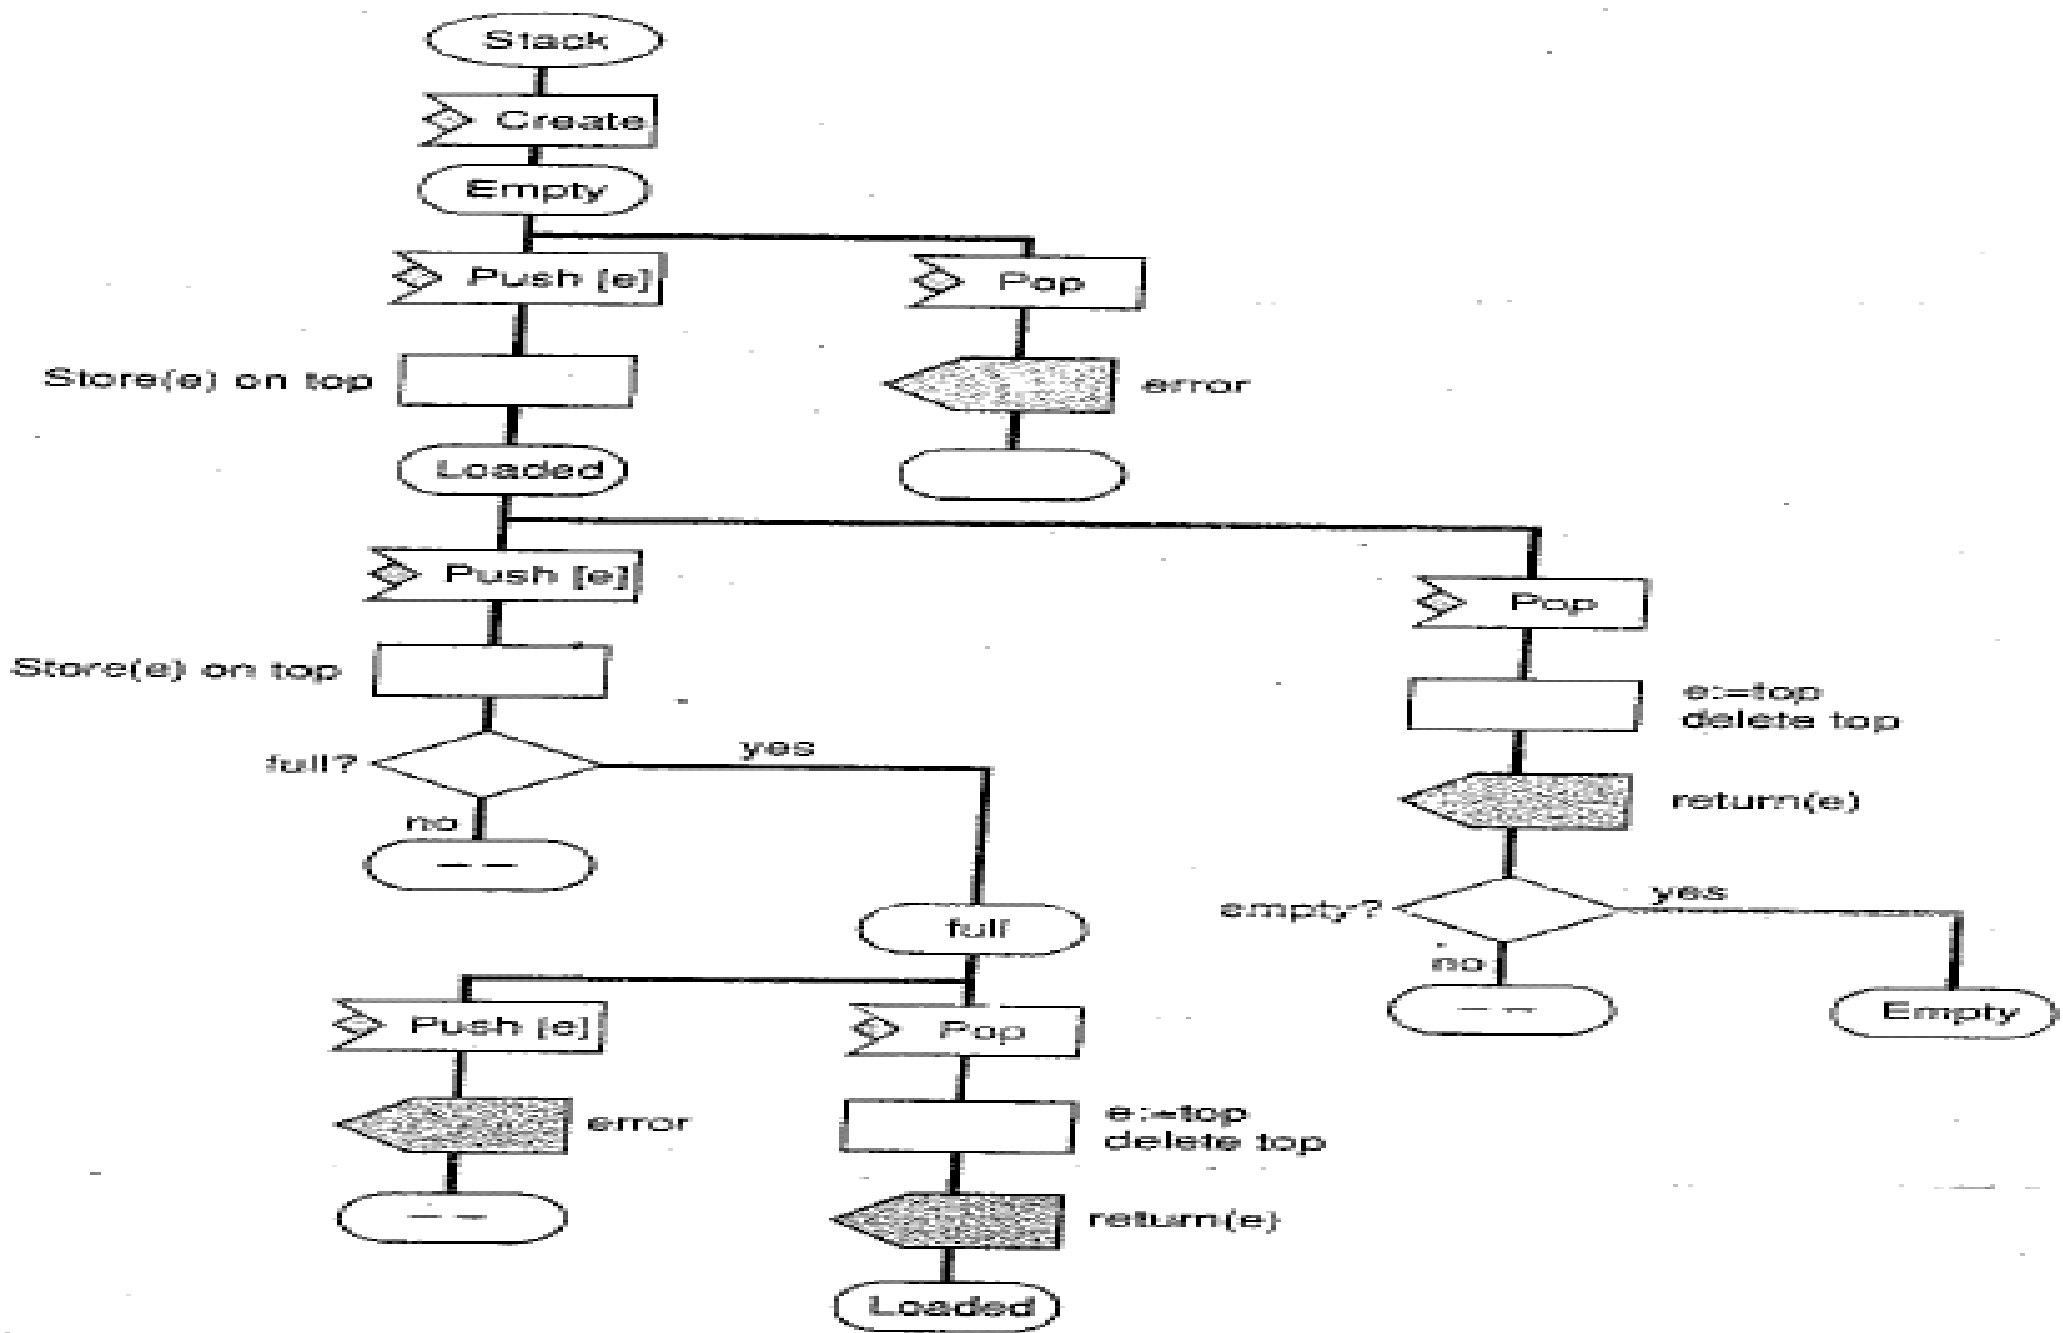 Stack
Create
Empty
Push [e]
Pop
Store(e) on top
error
Loaded
Push [e]
Pop
Store(e) on top
e:=top
delete top
full?
yes
no
return(e)
— —
full
empty?
yes
no
— —
Empty
Push [e]
Pop
error
e:=top
delete top
— —
return(e)
Loaded